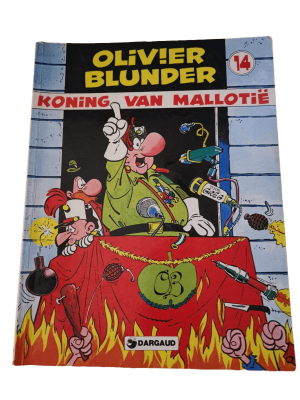 OLiViER
BLUNDER
14
KONING VAN MALLOTIË
DARGAUD